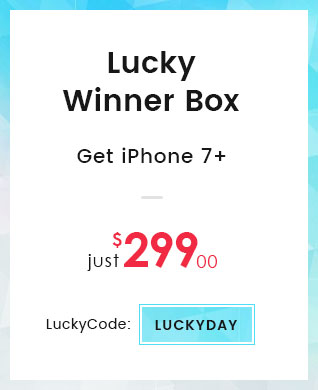 Lucky
Winner Box
Get iPhone 7+
just $29900
LuckyCode: LUCKYDAY